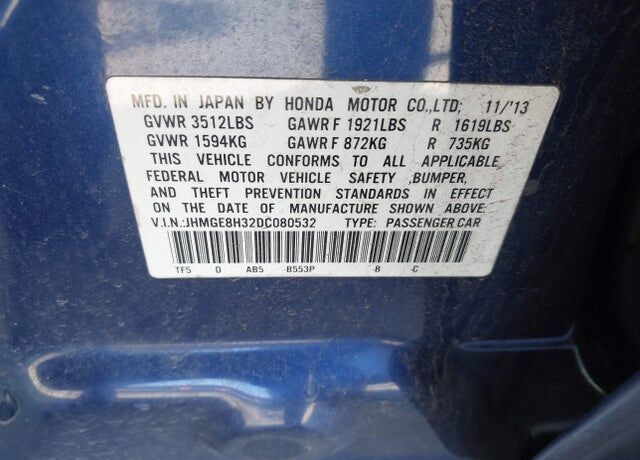 MFD. IN JAPAN BY HONDA MOTOR CO.,LTD; 11/'13
GVWR 3512LBS GAWR F 1921LBS R 1619LBS
GVWR 1594KG GAWR F 872KG R 735KG
THIS VEHICLE CONFORMS TO ALL APPLICABLE
FEDERAL MOTOR VEHICLE SAFETY ,BUMPER,
AND THEFT PREVENTION STANDARDS IN EFFECT
ON THE DATE OF MANUFACTURE SHOWN ABOVE.
V.I.N.:JHMGE8H32DC080532 TYPE: PASSENGER CAR
TF5 D AB5 -B553P -B -C